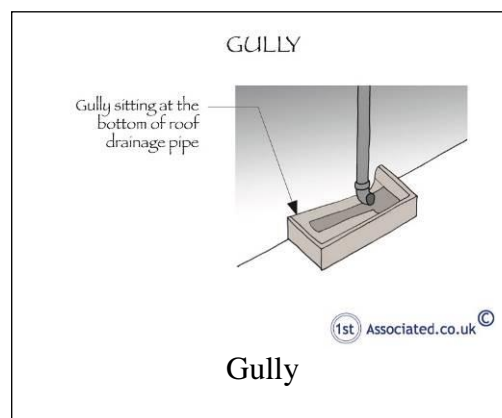 GULLY
Gully sitting at the
bottom of roof
drainage pipe
1st Associated.co.uk ©
Gully